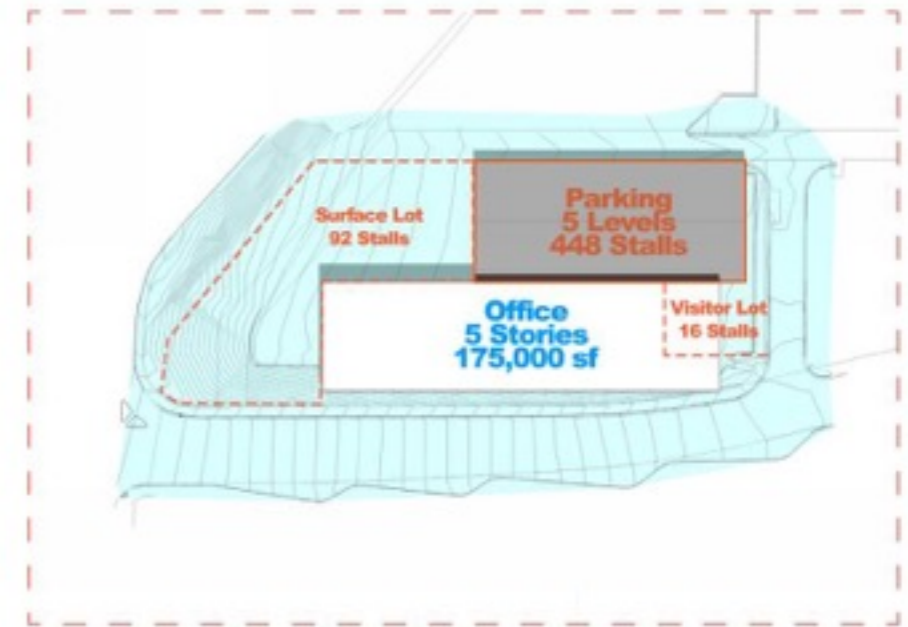 Parking
5 Levels
448 Stalls
Surface Lot
92 Stalls
Office
5 Stories
175,000 sf
Visitor Lot
16 Stalls